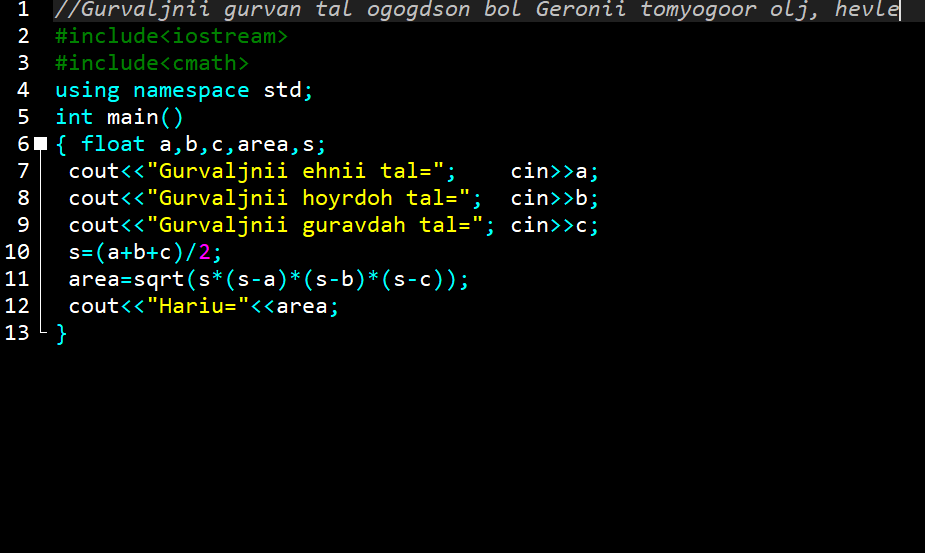 1 //Gurvaljnii gurvan tal ogogdson bol Geronii tomyogoor olj, hevle
2 #include<iostream>
3 #include<cmath>
4 using namespace std;
5 int main()
6 { float a,b,c,area,s;
7 cout<<"Gurvaljnii ehnii tal="; cin>>a;
8 cout<<"Gurvaljnii hoyrdoh tal="; cin>>b;
9 cout<<"Gurvaljnii guravdah tal="; cin>>c;
10 s=(a+b+c)/2;
11 area=sqrt(s*(s-a)*(s-b)*(s-c));
12 cout<<"Hariu="<<area;
13 }